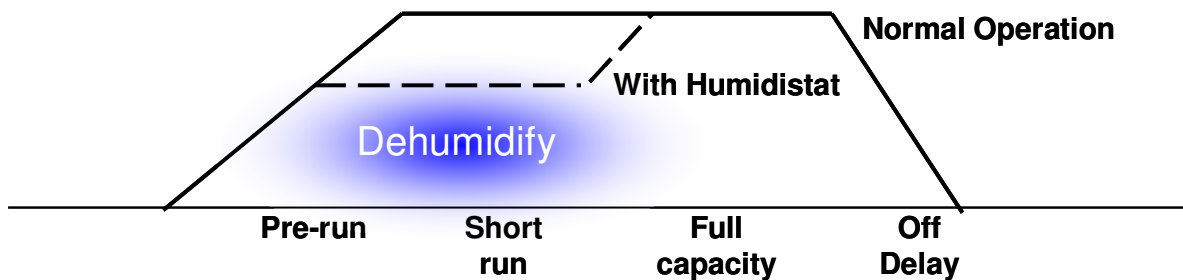 Normal Operation
With Humidistat
Dehumidify
Pre-run
Short
run
Full
capacity
Off
Delay